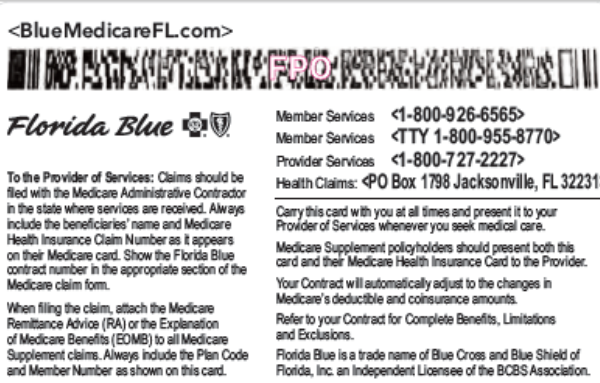 <BlueMedicareFL.com>
FPO
Florida Blue
Member Services <1-800-926-6565>
Member Services <TTY 1-800-955-8770>
Provider Services <1-800-727-2227>
Health Claims: <PO Box 1798 Jacksonville, FL 32231
To the Provider of Services: Claims should be
filed with the Medicare Administrative Contractor
in the state where services are received. Always
include the beneficiaries' name and Medicare
Health Insurance Claim Number as it appears
on their Medicare card. Show the Florida Blue
contract number in the appropriate section of the
Medicare claim form.
When filing the claim, attach the Medicare
Remittance Advice (RA) or the Explanation
of Medicare Benefits (EOMB) to all Medicare
Supplement claims. Always include the Plan Code
and Member Number as shown on this card.
Carry this card with you at all times and present it to your
Provider of Services whenever you seek medical care.
Medicare Supplement policyholders should present both this
card and their Medicare Health Insurance Card to the Provider.
Your Contract will automatically adjust to the changes in
Medicare's deductible and coinsurance amounts.
Refer to your Contract for Complete Benefits, Limitations
and Exclusions.
Florida Blue is a trade name of Blue Cross and Blue Shield of
Florida, Inc. an Independent Licensee of the BCBS Association.